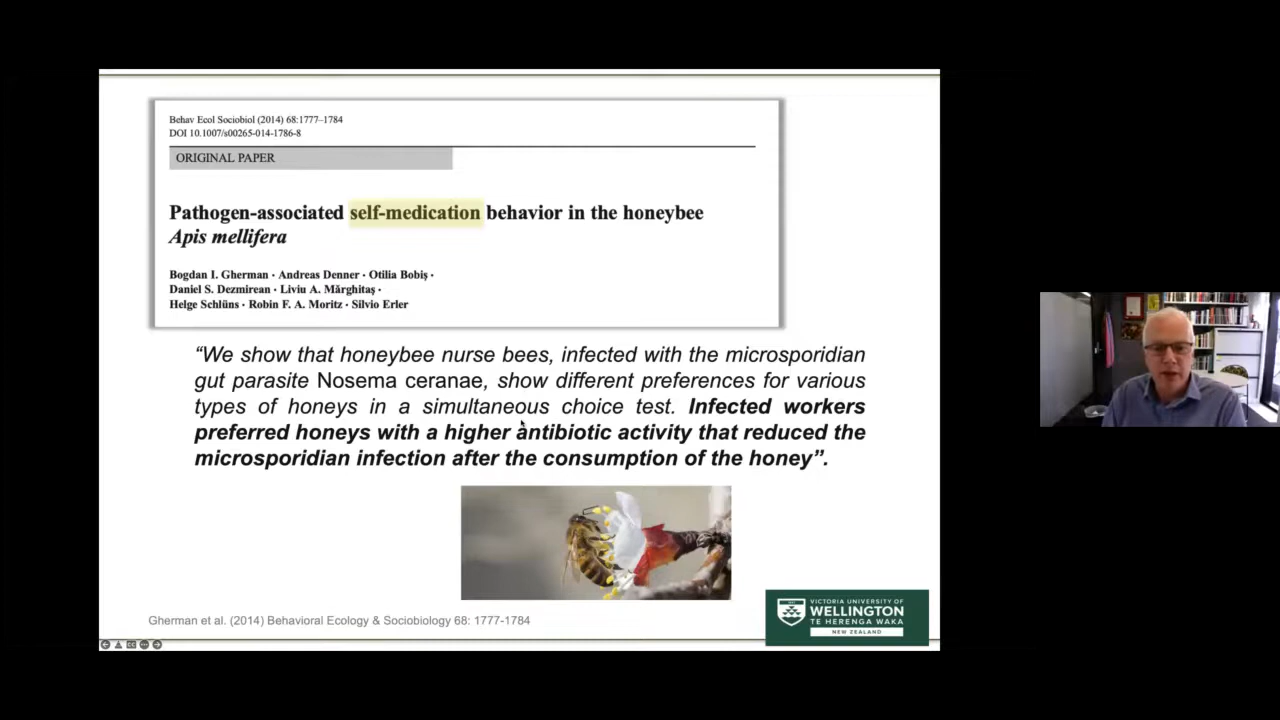 Behav Ecol Sociobiol (2014) 68:1777–1784
DOI 10.1007/s00265-014-1786-8
ORIGINAL PAPER
Pathogen-associated self-medication behavior in the honeybee
Apis mellifera
Bogdan I. Gherman · Andreas Denner · Otilia Bobiş ·
Daniel S. Dezmirean · Liviu A. Mărghitaş ·
Helge Schlüns · Robin F. A. Moritz · Silvio Erler
“We show that honeybee nurse bees, infected with the microsporidian
gut parasite Nosema ceranae, show different preferences for various
types of honeys in a simultaneous choice test. Infected workers
preferred honeys with a higher antibiotic activity that reduced the
microsporidian infection after the consumption of the honey”.
Gherman et al. (2014) Behavioral Ecology & Sociobiology 68: 1777-1784
VICTORIA UNIVERSITY OF
WELLINGTON
TE HERENGA WAKA
NEW ZEALAND